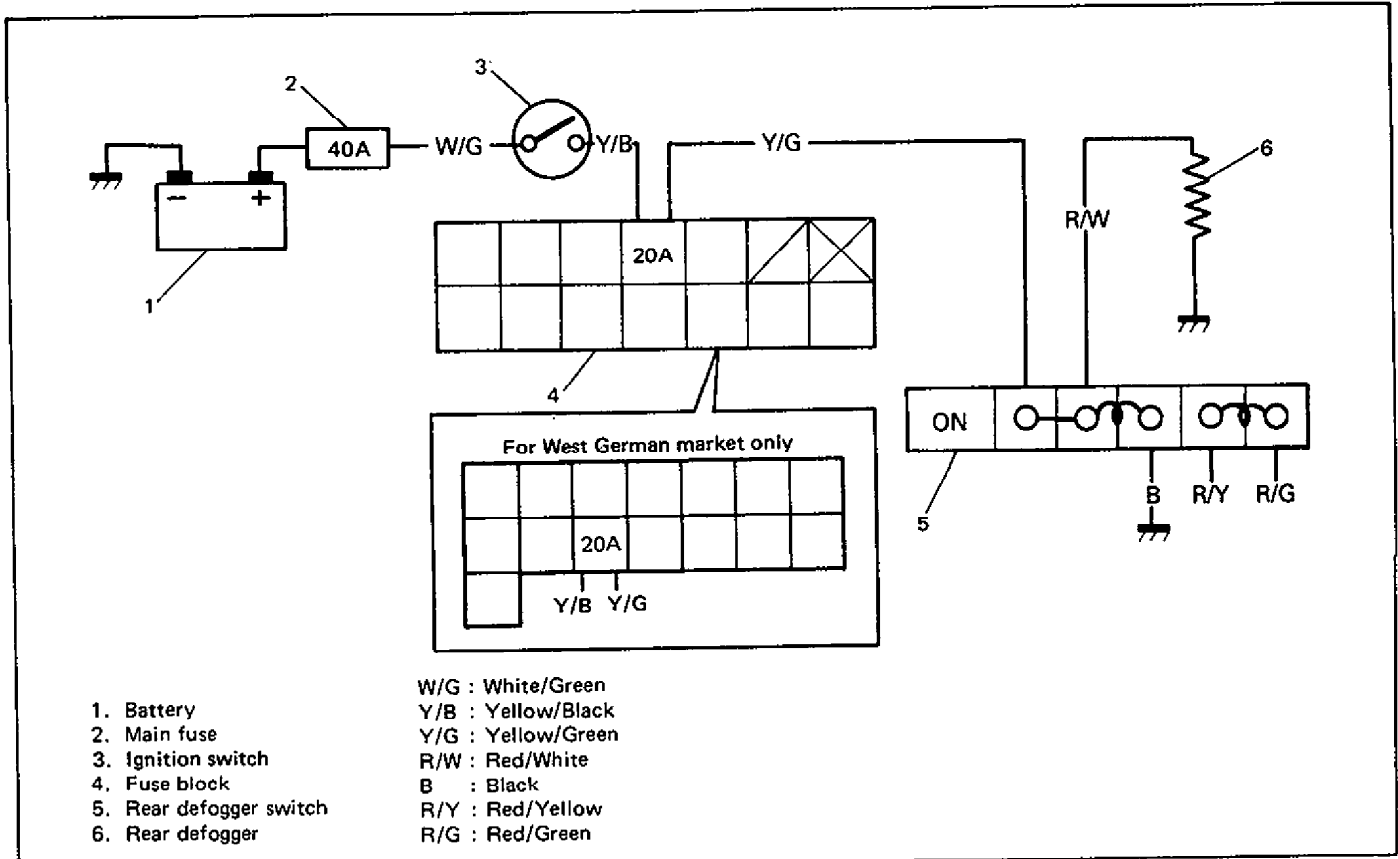 2
3
40A
W/G
Y/B
Y/G
6
- +
R/W
20A
1
4
ON
For West German market only
B R/Y R/G
5
20A
Y/B Y/G
1. Battery
2. Main fuse
3. Ignition switch
4. Fuse block
5. Rear defogger switch
6. Rear defogger
W/G : White/Green
Y/B : Yellow/Black
Y/G : Yellow/Green
R/W : Red/White
B : Black
R/Y : Red/Yellow
R/G : Red/Green